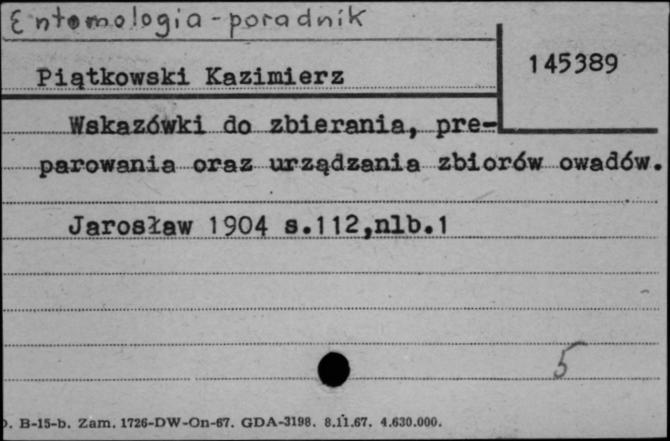 Entomologia - poradnik
Piątkowski Kazimierz
145389
Wskazówki do zbierania, pre-
parowania oraz urządzania zbiorów owadów.
Jarosław 1904 s.112,nlb.1
5
B-15-b. Zam. 1726-DW-On-67. GDA-3198. 8.11.67. 4.630.000.